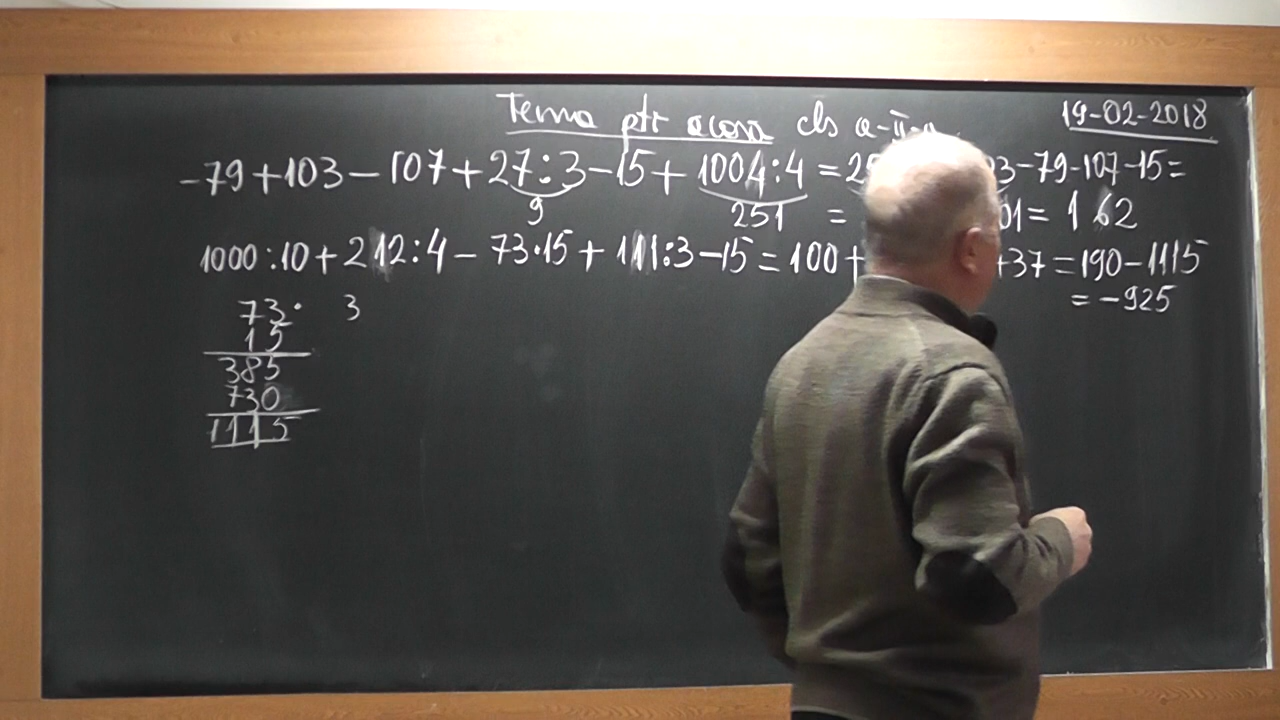 Tema ptr acasă cls a-II-a 19-02-2018
-79+103-107+27:3-15+1004:4=25 3-79-107-15=
9 251 = 01=162
1000:10+212:4-73·15+111:3-15=100+ +37=190-1115
73· 3 =-925
15
385
730
1115